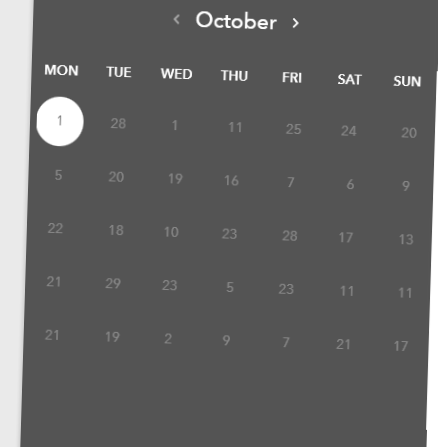 ‹ October ›
MON TUE WED THU FRI SAT SUN
1 28 1 11 25 24 20
5 20 19 16 7 6 9
22 18 10 23 28 17 13
21 29 23 5 23 11 11
21 19 2 9 7 21 17